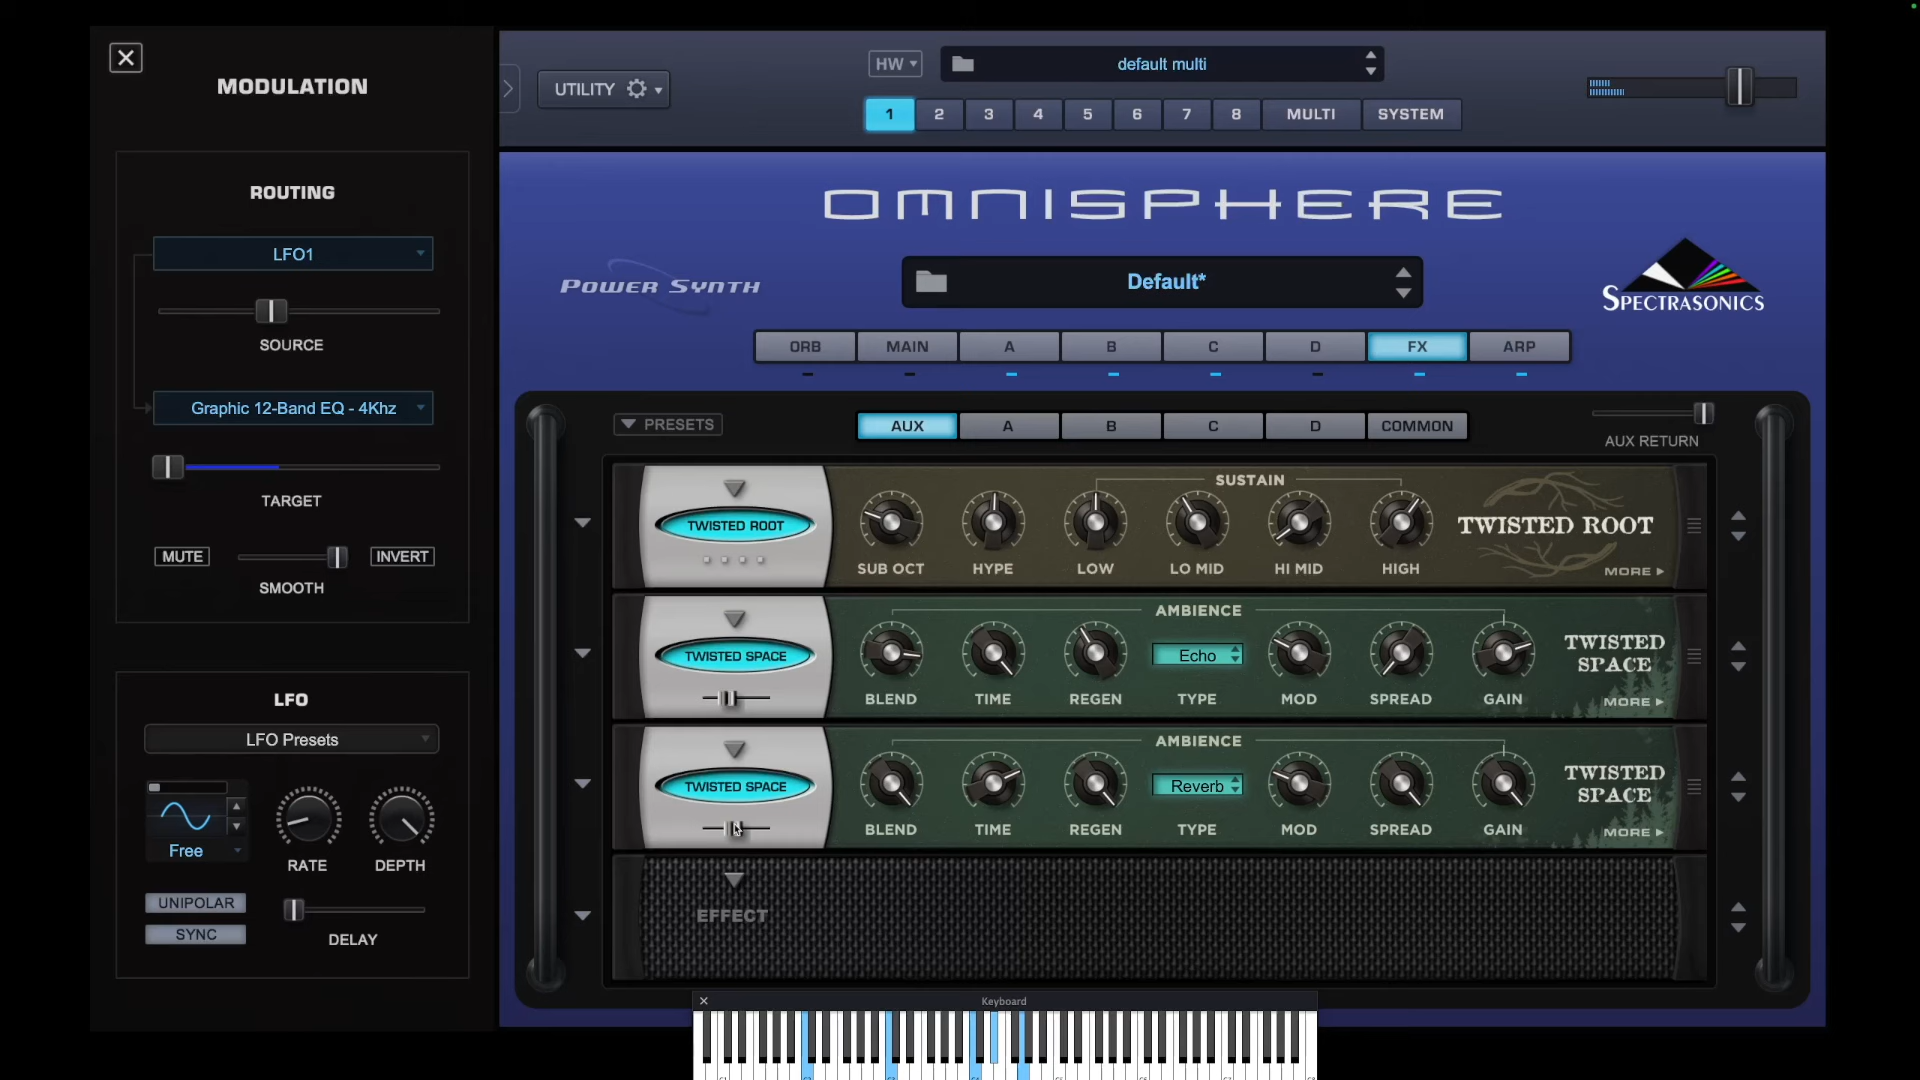 MODULATION
ROUTING
LFO1
SOURCE
Graphic 12-Band EQ - 4Khz
TARGET
MUTE
INVERT
SMOOTH
LFO
LFO Presets
Free
RATE
DEPTH
UNIPOLAR
SYNC
DELAY
UTILITY
HW
default multi
1 2 3 4 5 6 7 8 MULTI SYSTEM
OMNISPHERE
POWER SYNTH
Default*
SPECTRASONICS
ORB MAIN A B C D FX ARP
PRESETS
AUX A B C D COMMON
AUX RETURN
TWISTED ROOT
SUSTAIN
SUB OCT HYPE LOW LO MID HI MID HIGH
TWISTED ROOT
MORE
TWISTED SPACE
AMBIENCE
Echo
BLEND TIME REGEN TYPE MOD SPREAD GAIN
TWISTED
SPACE
MORE
TWISTED SPACE
AMBIENCE
Reverb
BLEND TIME REGEN TYPE MOD SPREAD GAIN
TWISTED
SPACE
MORE
EFFECT
Keyboard